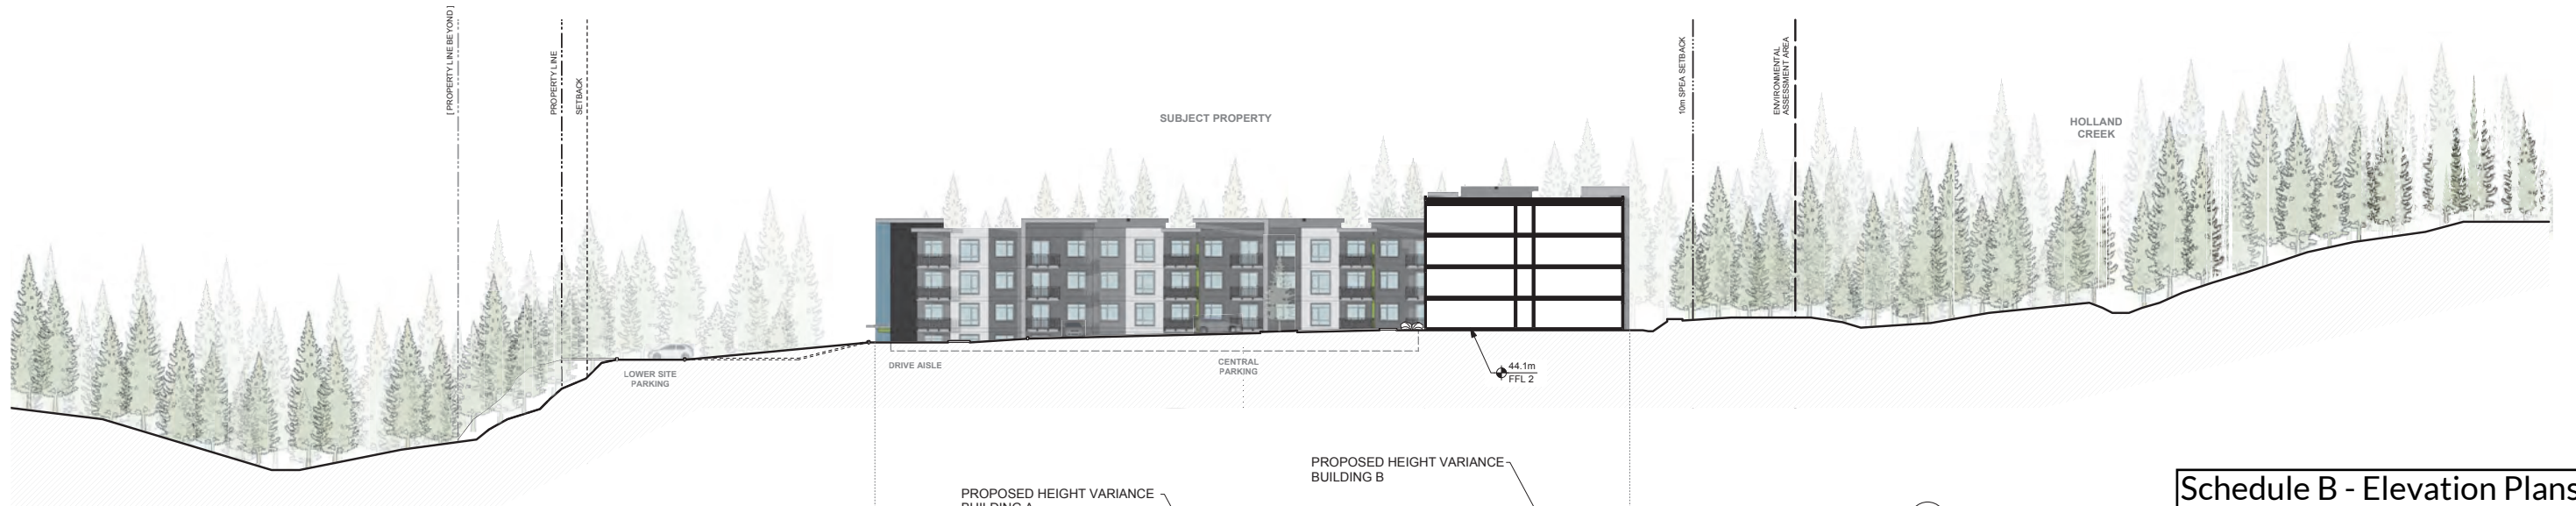 [ PROPERTY LINE BEYOND ]
PROPERTY LINE
SETBACK
SUBJECT PROPERTY
10m SPEA SETBACK
ENVIRONMENTAL
ASSESSMENT AREA
HOLLAND
CREEK
LOWER SITE
PARKING
DRIVE AISLE
CENTRAL
PARKING
44.1m
FFL 2
PROPOSED HEIGHT VARIANCE
BUILDING B
PROPOSED HEIGHT VARIANCE
BUILDING A
Schedule B - Elevation Plans